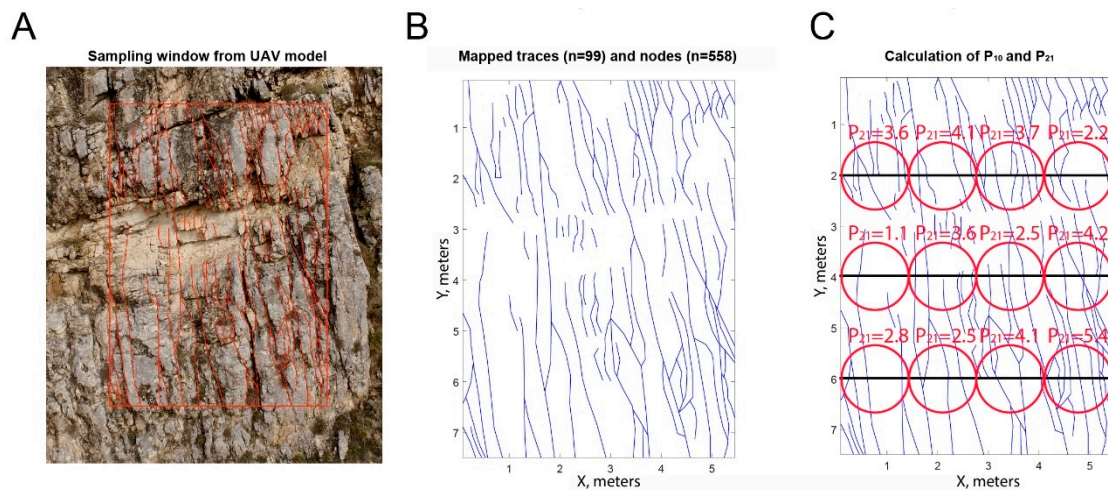 A
Sampling window from UAV model
B
Mapped traces (n=99) and nodes (n=558)
1
2
3
4
5
6
7
Y, meters
1
2
3
4
5
X, meters
C
Calculation of P₁₀ and P₂₁
1
2
3
4
5
6
7
Y, meters
P₂₁=3.6 P₂₁=4.1 P₂₁=3.7 P₂₁=2.2
P₂₁=1.1 P₂₁=3.6 P₂₁=2.5 P₂₁=4.2
P₂₁=2.8 P₂₁=2.5 P₂₁=4.1 P₂₁=5.4
1
2
3
4
5
X, meters